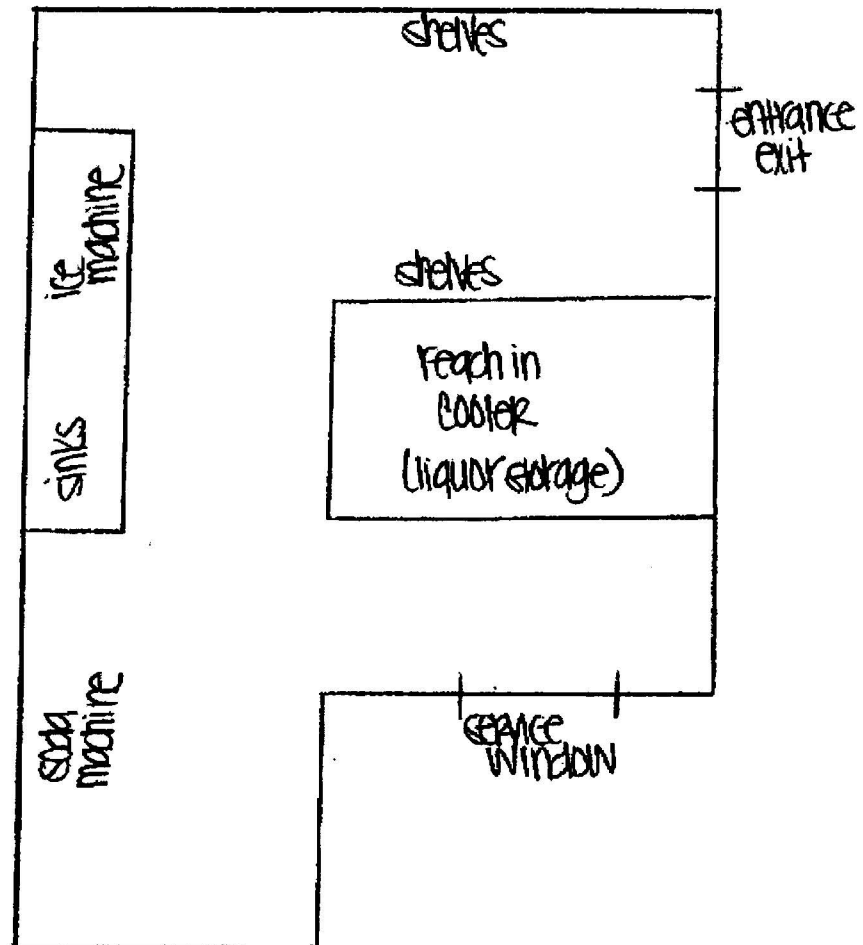 shelves
entrance
exit
ice
machine
shelves
reach in
cooler
(liquor storage)
sinks
soda
machine
service
window